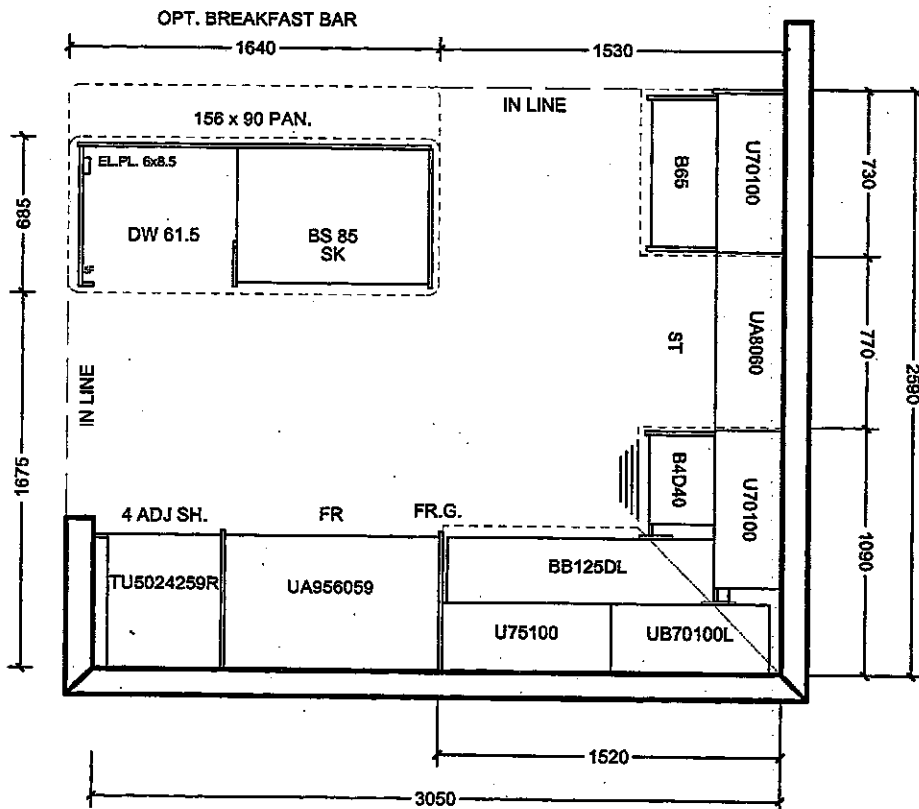 OPT. BREAKFAST BAR
1640
1530
IN LINE
156 x 90 PAN.
EL.PL. 6x8.5
DW 61.5
BS 85
SK
685
B65
U70100
730
ST
UA8060
770
2590
IN LINE
1675
B4D40
U70100
1090
4 ADJ SH.
FR
FR.G.
TU5024259R
UA956059
BB125DL
U75100
UB70100L
1520
3050